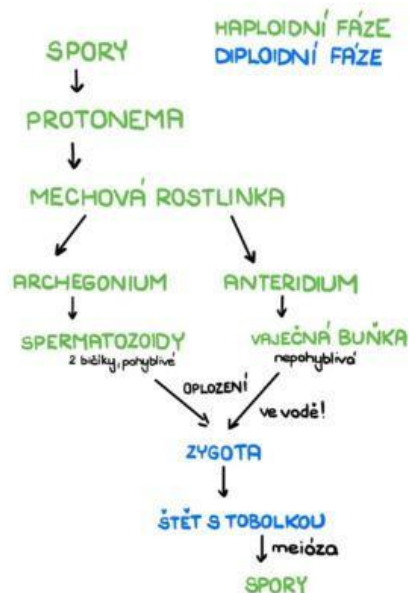 HAPLOIDNÍ FÁZE
DIPLOIDNÍ FÁZE
SPORY
PROTONEMA
MECHOVÁ ROSTLINKA
ARCHEGONIUM ANTERIDIUM
SPERMATOZOIDY VAJEČNÁ BUŇKA
2 bičíky, pohyblivé nepohyblivá
OPLOZENÍ
ve vodě!
ZYGOTA
ŠTĚT S TOBOLKOU
meióza
SPORY